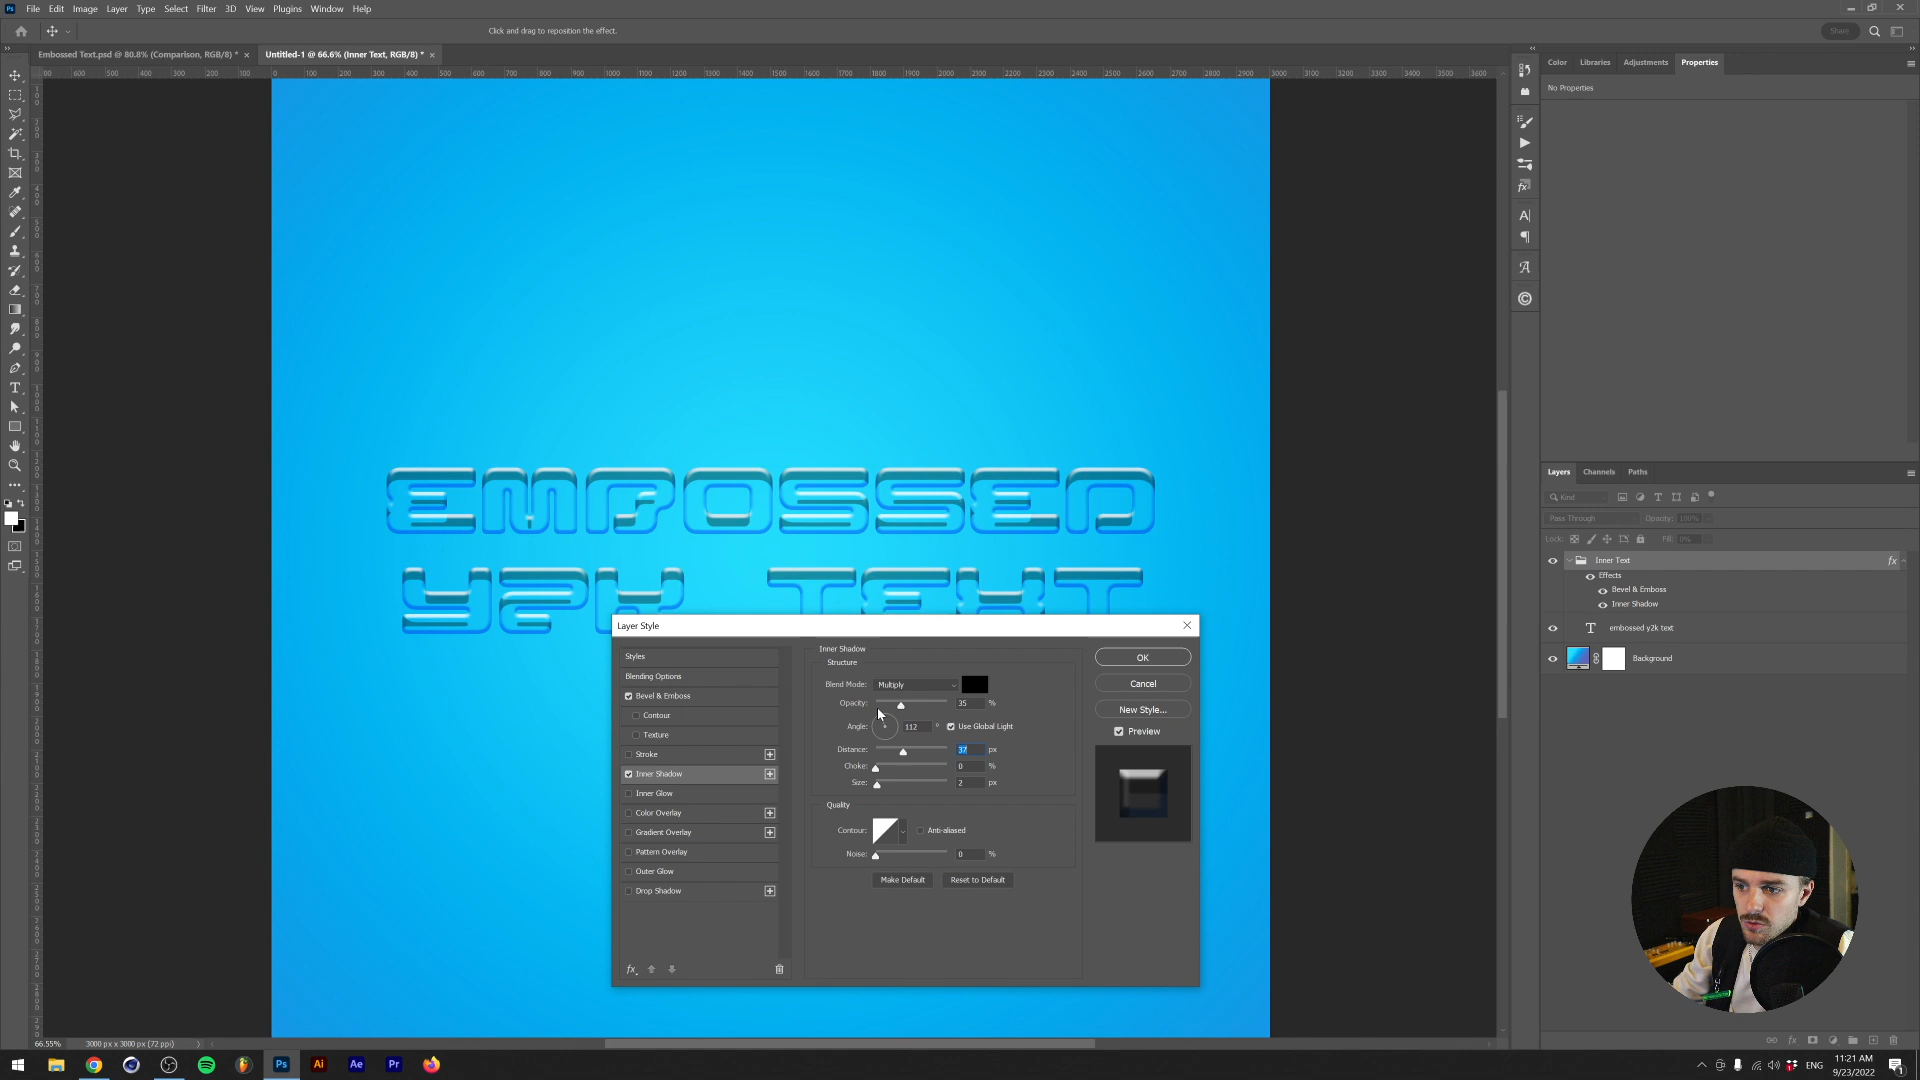 File Edit Image Layer Type Select Filter 3D View Plugins Window Help
Click and drag to reposition the effect.
Share
Embossed Text.psd @ 80.8% (Comparison, RGB/8) *
Untitled-1 @ 66.6% (Inner Text, RGB/8) *
Color Libraries Adjustments Properties
No Properties
EMBOSSED
Y2K TEXT
Layer Style
Styles
Blending Options
Bevel & Emboss
Contour
Texture
Stroke
Inner Shadow
Inner Glow
Color Overlay
Gradient Overlay
Pattern Overlay
Outer Glow
Drop Shadow
fx
Inner Shadow
Structure
Blend Mode: Multiply
Opacity: 35 %
Angle: 112 ° Use Global Light
Distance: 37 px
Choke: 0 %
Size: 2 px
Quality
Contour: Anti-aliased
Noise: 0 %
Make Default Reset to Default
OK
Cancel
New Style...
Preview
Layers Channels Paths
Kind
Pass Through Opacity: 100%
Lock: Fill: 0%
Inner Text fx
Effects
Bevel & Emboss
Inner Shadow
T embossed y2k text
Background
66.55% 3000 px x 3000 px (72 ppi)
Ps Ai Ae Pr
ENG
11:21 AM
9/23/2022